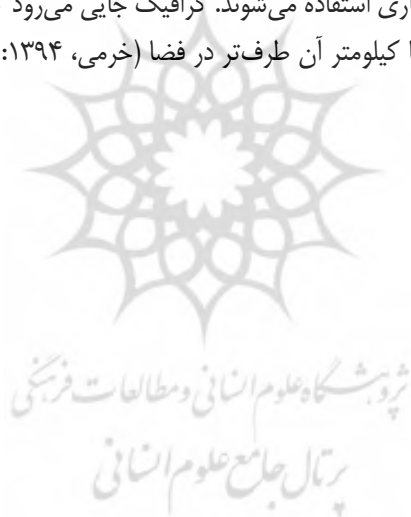 اری استفاده می‌شوند. گرافیک جایی می‌رود
ا کیلومتر آن طرف‌تر در فضا (خرمی، ۱۳۹۴:
پژوهشگاه علوم انسانی و مطالعات فرهنگی
پرتال جامع علوم انسانی